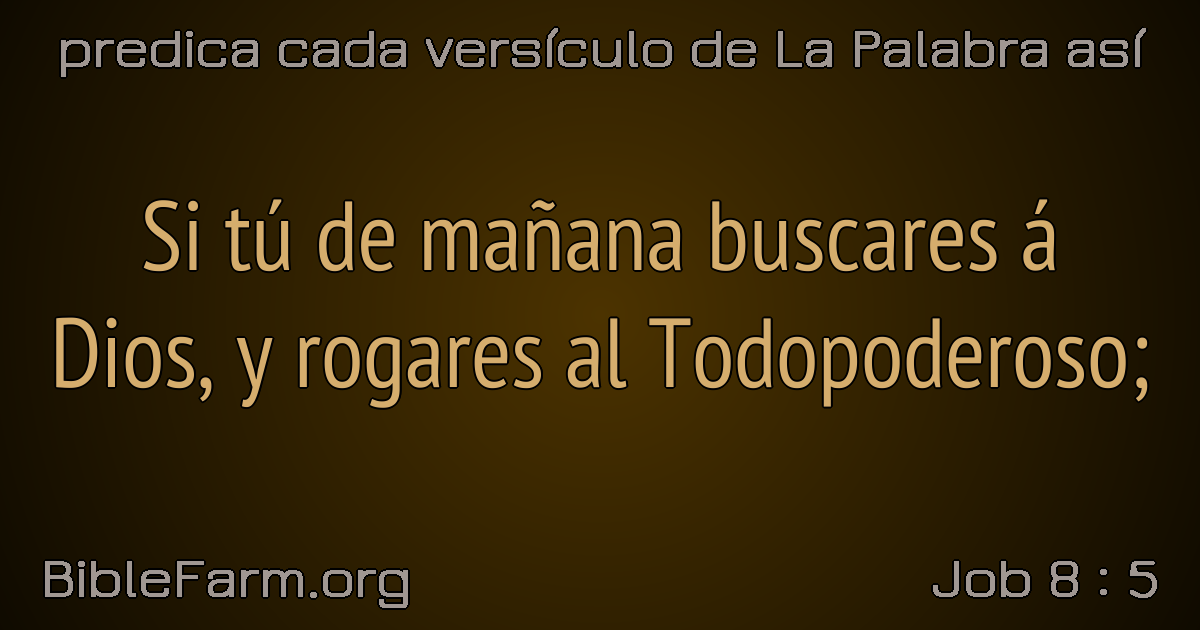 predica cada versículo de La Palabra así
Si tú de mañana buscares á
Dios, y rogares al Todopoderoso;
BibleFarm.org
Job 8 : 5